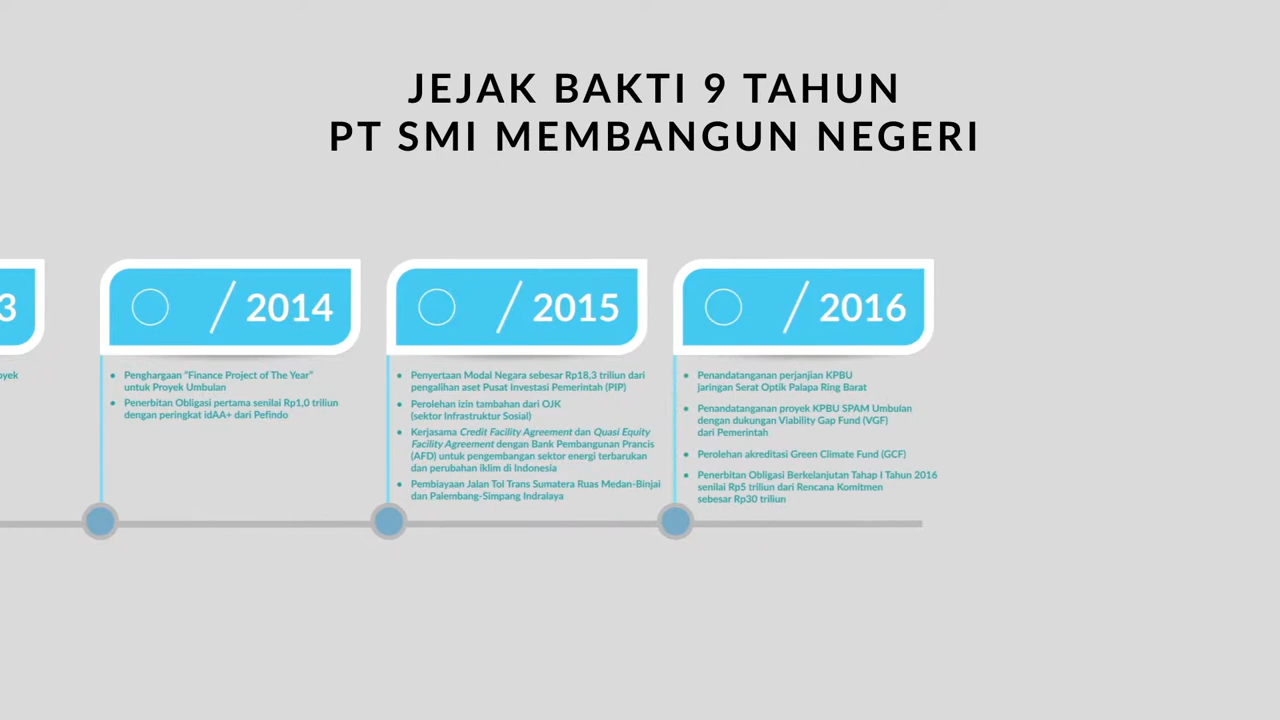 JEJAK BAKTI 9 TAHUN
PT SMI MEMBANGUN NEGERI
3
oyek
2014
• Penghargaan "Finance Project of The Year"
untuk Proyek Umbulan
• Penerbitan Obligasi pertama senilai Rp1,0 triliun
dengan peringkat idAA+ dari Pefindo
2015
• Penyertaan Modal Negara sebesar Rp18,3 triliun dari
pengalihan aset Pusat Investasi Pemerintah (PIP)
• Perolehan izin tambahan dari OJK
(sektor Infrastruktur Sosial)
• Kerjasama Credit Facility Agreement dan Quasi Equity
Facility Agreement dengan Bank Pembangunan Prancis
(AFD) untuk pengembangan sektor energi terbarukan
dan perubahan iklim di Indonesia
• Pembiayaan Jalan Tol Trans Sumatera Ruas Medan-Binjai
dan Palembang-Simpang Indralaya
2016
• Penandatanganan perjanjian KPBU
jaringan Serat Optik Palapa Ring Barat
• Penandatanganan proyek KPBU SPAM Umbulan
dengan dukungan Viability Gap Fund (VGF)
dari Pemerintah
• Perolehan akreditasi Green Climate Fund (GCF)
• Penerbitan Obligasi Berkelanjutan Tahap I Tahun 2016
senilai Rp5 triliun dari Rencana Komitmen
sebesar Rp30 triliun